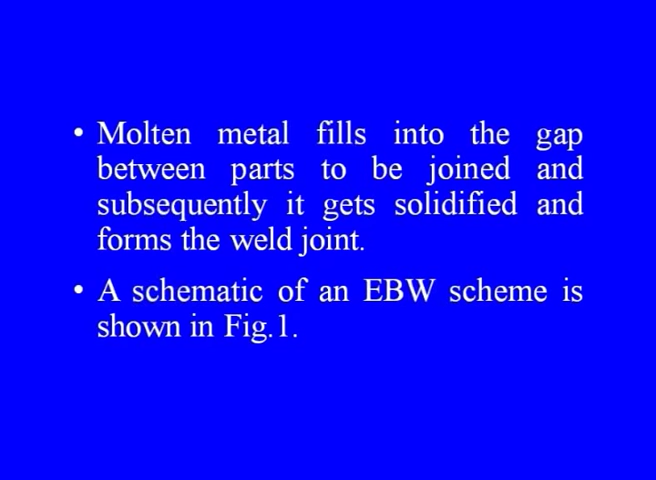 • Molten metal fills into the gap
between parts to be joined and
subsequently it gets solidified and
forms the weld joint.
• A schematic of an EBW scheme is
shown in Fig.1.